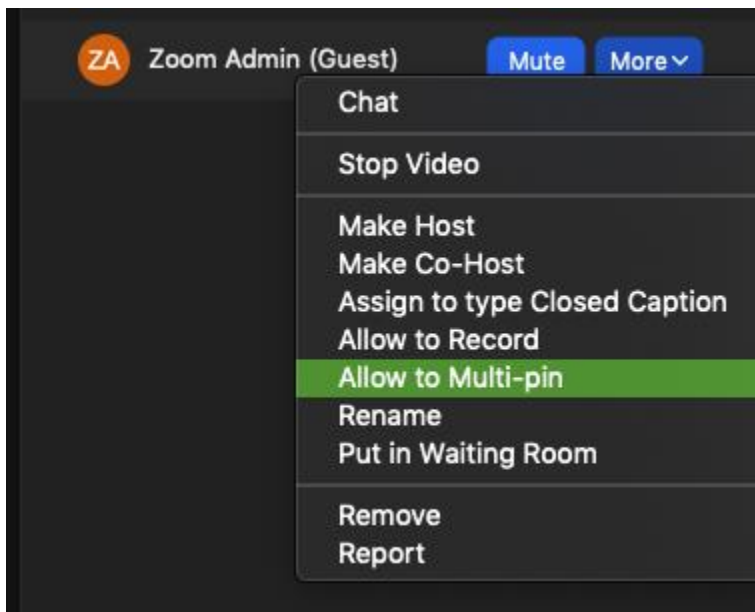 ZA Zoom Admin (Guest) Mute More
Chat
Stop Video
Make Host
Make Co-Host
Assign to type Closed Caption
Allow to Record
Allow to Multi-pin
Rename
Put in Waiting Room
Remove
Report